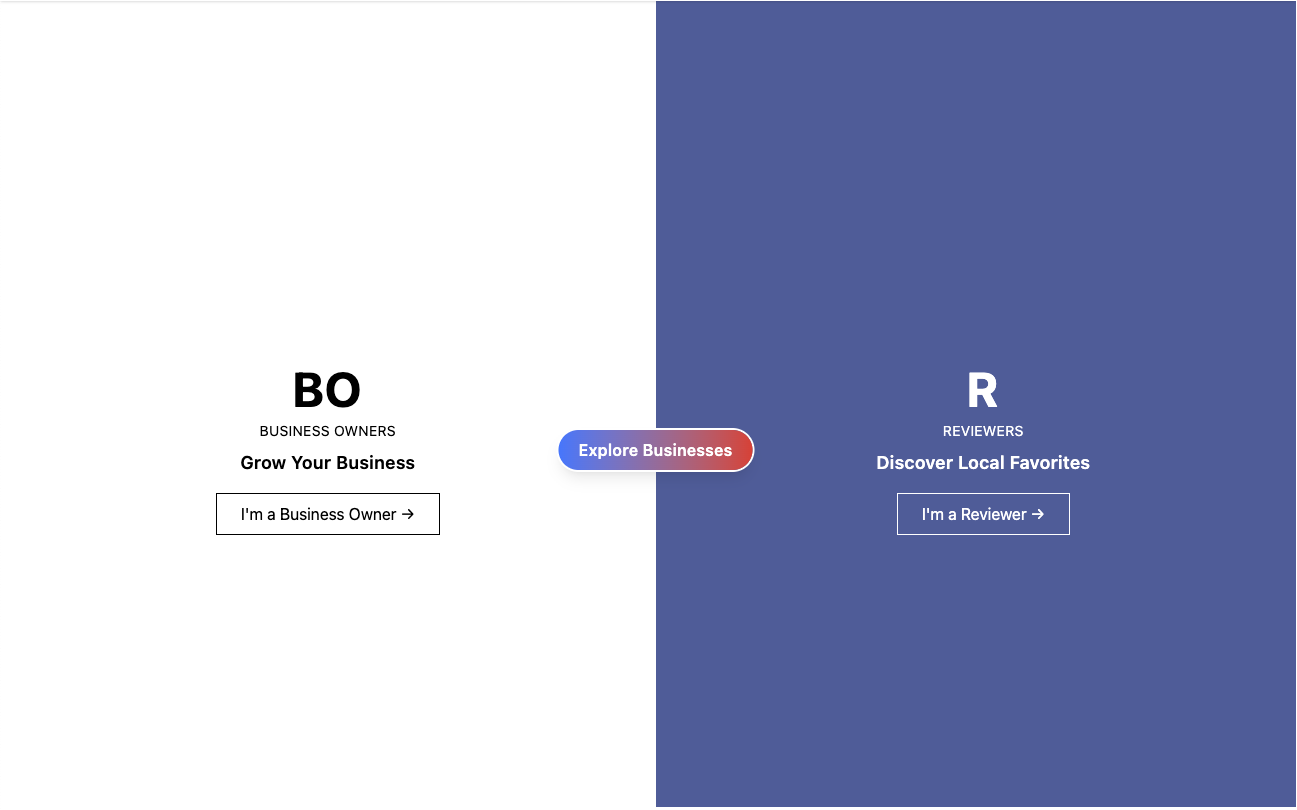 BO
BUSINESS OWNERS
Grow Your Business
I'm a Business Owner →
Explore Businesses
R
REVIEWERS
Discover Local Favorites
I'm a Reviewer →